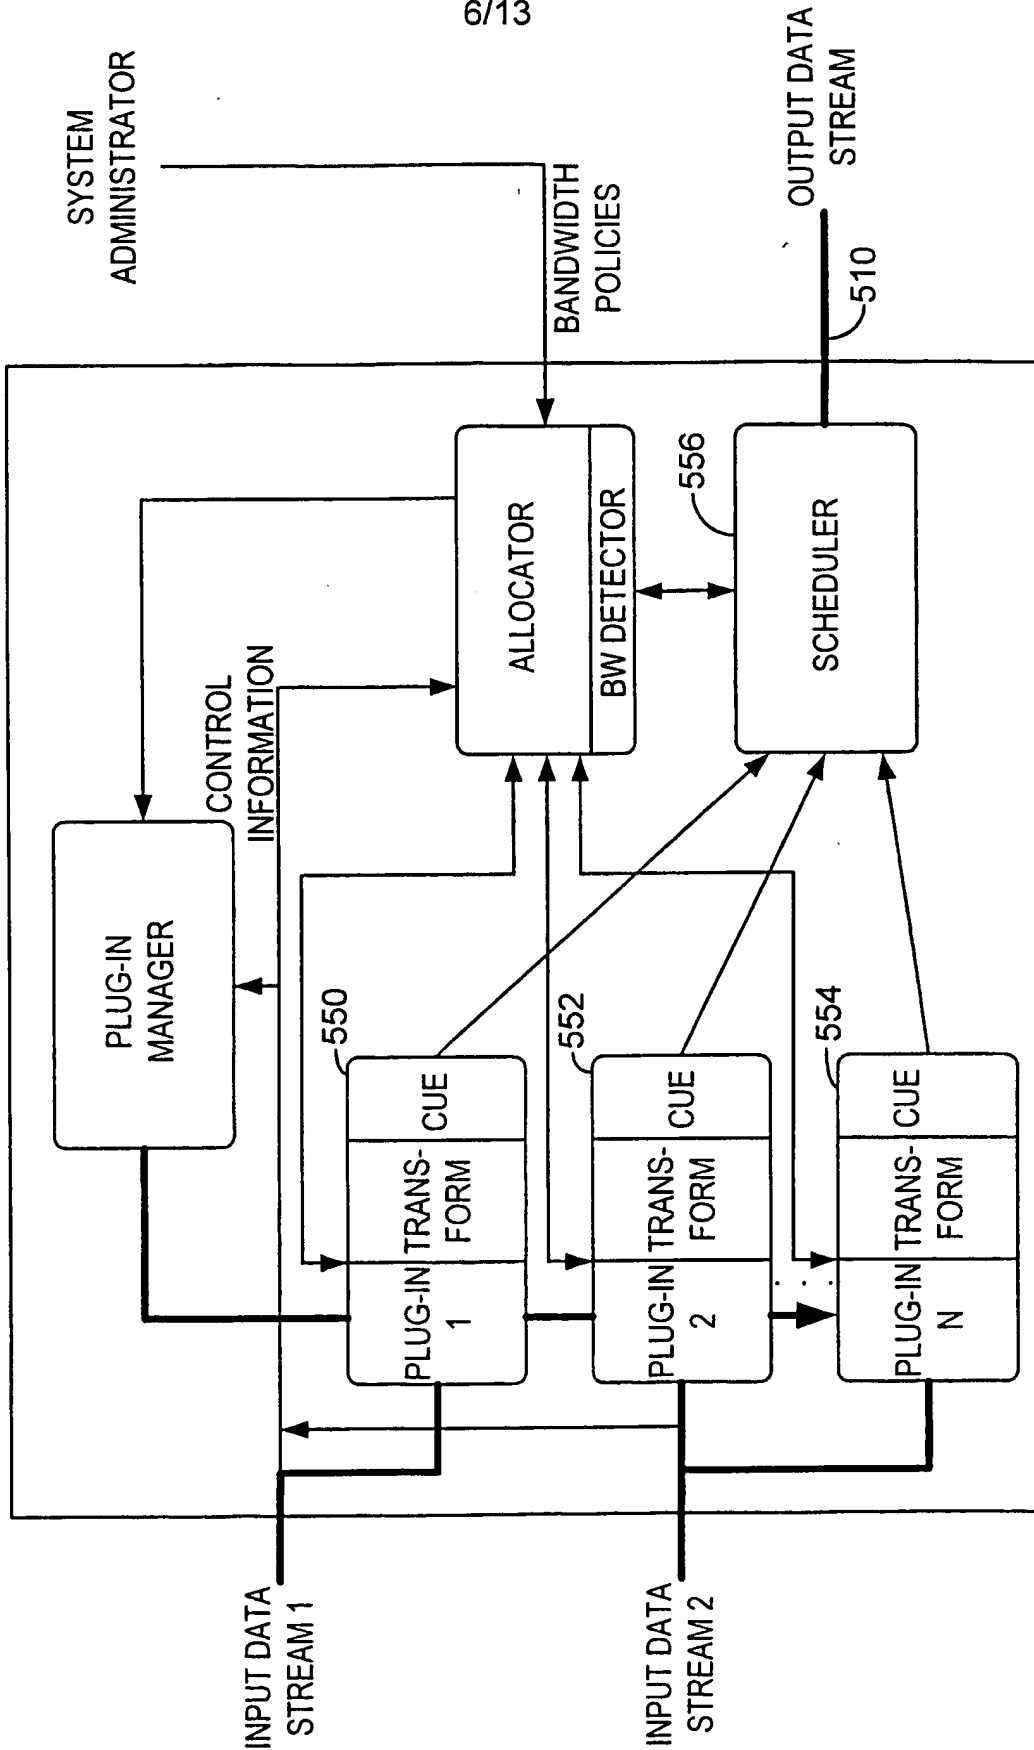 6/13
SYSTEM
ADMINISTRATOR
BANDWIDTH
POLICIES
OUTPUT DATA
STREAM
510
PLUG-IN
MANAGER
CONTROL
INFORMATION
ALLOCATOR
BW DETECTOR
556
SCHEDULER
550
PLUG-IN
1
TRANS-
FORM
CUE
552
PLUG-IN
2
TRANS-
FORM
CUE
. . .
554
PLUG-IN
N
TRANS-
FORM
CUE
INPUT DATA
STREAM 1
INPUT DATA
STREAM 2